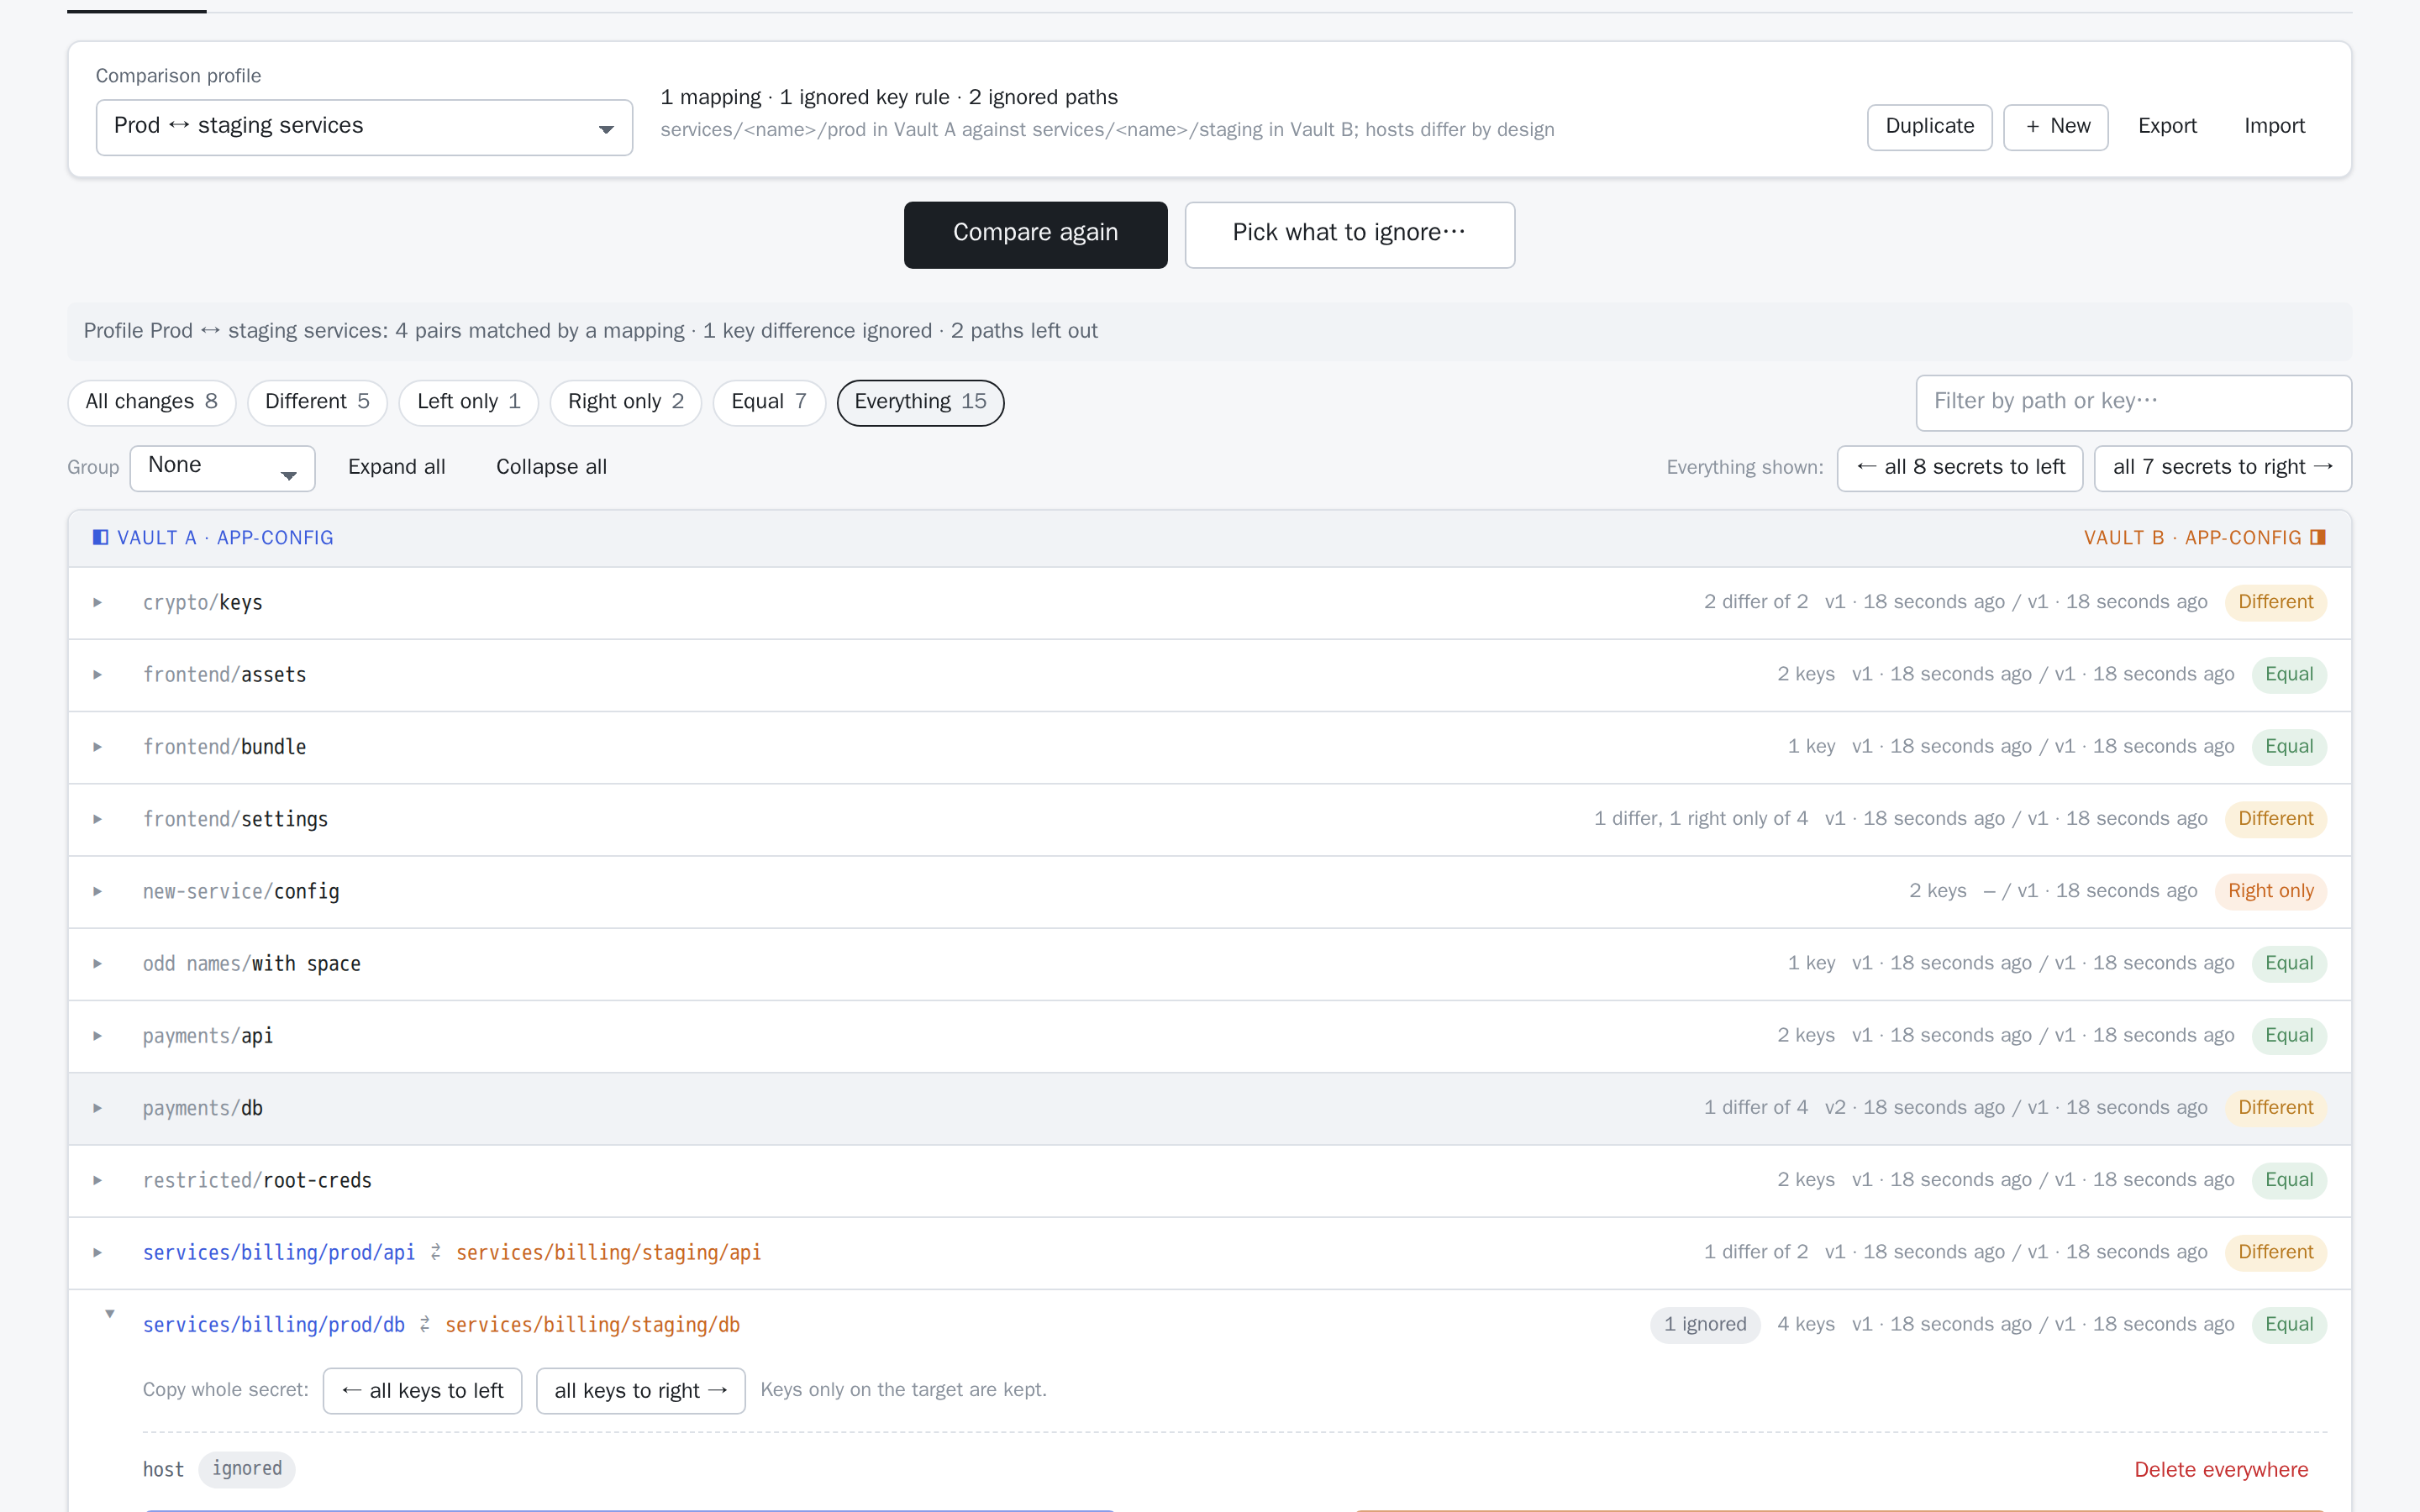 Comparison profile
Prod ↔ staging services
1 mapping · 1 ignored key rule · 2 ignored paths
services/<name>/prod in Vault A against services/<name>/staging in Vault B; hosts differ by design
Duplicate + New Export Import
Compare again Pick what to ignore···
Profile Prod ↔ staging services: 4 pairs matched by a mapping · 1 key difference ignored · 2 paths left out
All changes 8 Different 5 Left only 1 Right only 2 Equal 7 Everything 15 Filter by path or key···
Group None Expand all Collapse all Everything shown: ← all 8 secrets to left all 7 secrets to right →
VAULT A · APP-CONFIG VAULT B · APP-CONFIG
crypto/keys 2 differ of 2 v1 · 18 seconds ago / v1 · 18 seconds ago Different
frontend/assets 2 keys v1 · 18 seconds ago / v1 · 18 seconds ago Equal
frontend/bundle 1 key v1 · 18 seconds ago / v1 · 18 seconds ago Equal
frontend/settings 1 differ, 1 right only of 4 v1 · 18 seconds ago / v1 · 18 seconds ago Different
new-service/config 2 keys – / v1 · 18 seconds ago Right only
odd names/with space 1 key v1 · 18 seconds ago / v1 · 18 seconds ago Equal
payments/api 2 keys v1 · 18 seconds ago / v1 · 18 seconds ago Equal
payments/db 1 differ of 4 v2 · 18 seconds ago / v1 · 18 seconds ago Different
restricted/root-creds 2 keys v1 · 18 seconds ago / v1 · 18 seconds ago Equal
services/billing/prod/api ⇄ services/billing/staging/api 1 differ of 2 v1 · 18 seconds ago / v1 · 18 seconds ago Different
services/billing/prod/db ⇄ services/billing/staging/db 1 ignored 4 keys v1 · 18 seconds ago / v1 · 18 seconds ago Equal
Copy whole secret: ← all keys to left all keys to right → Keys only on the target are kept.
host ignored Delete everywhere